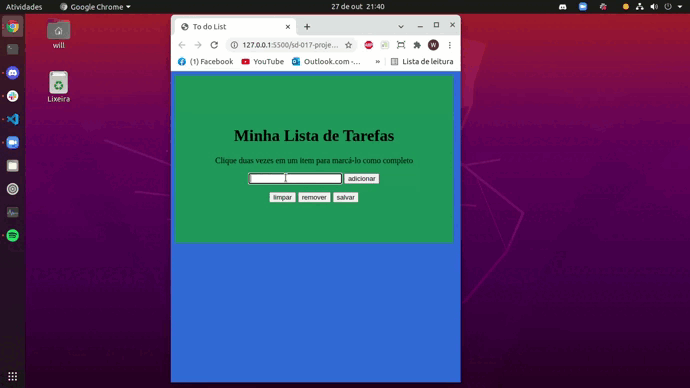 Atividades
Google Chrome
27 de out 21:40
will
Lixeira
To do List
127.0.0.1:5500/sd-017-proje…
ABP
W
(1) Facebook
YouTube
Outlook.com -…
»
Lista de leitura
Minha Lista de Tarefas
Clique duas vezes em um item para marcá-lo como completo
adicionar
limpar
remover
salvar